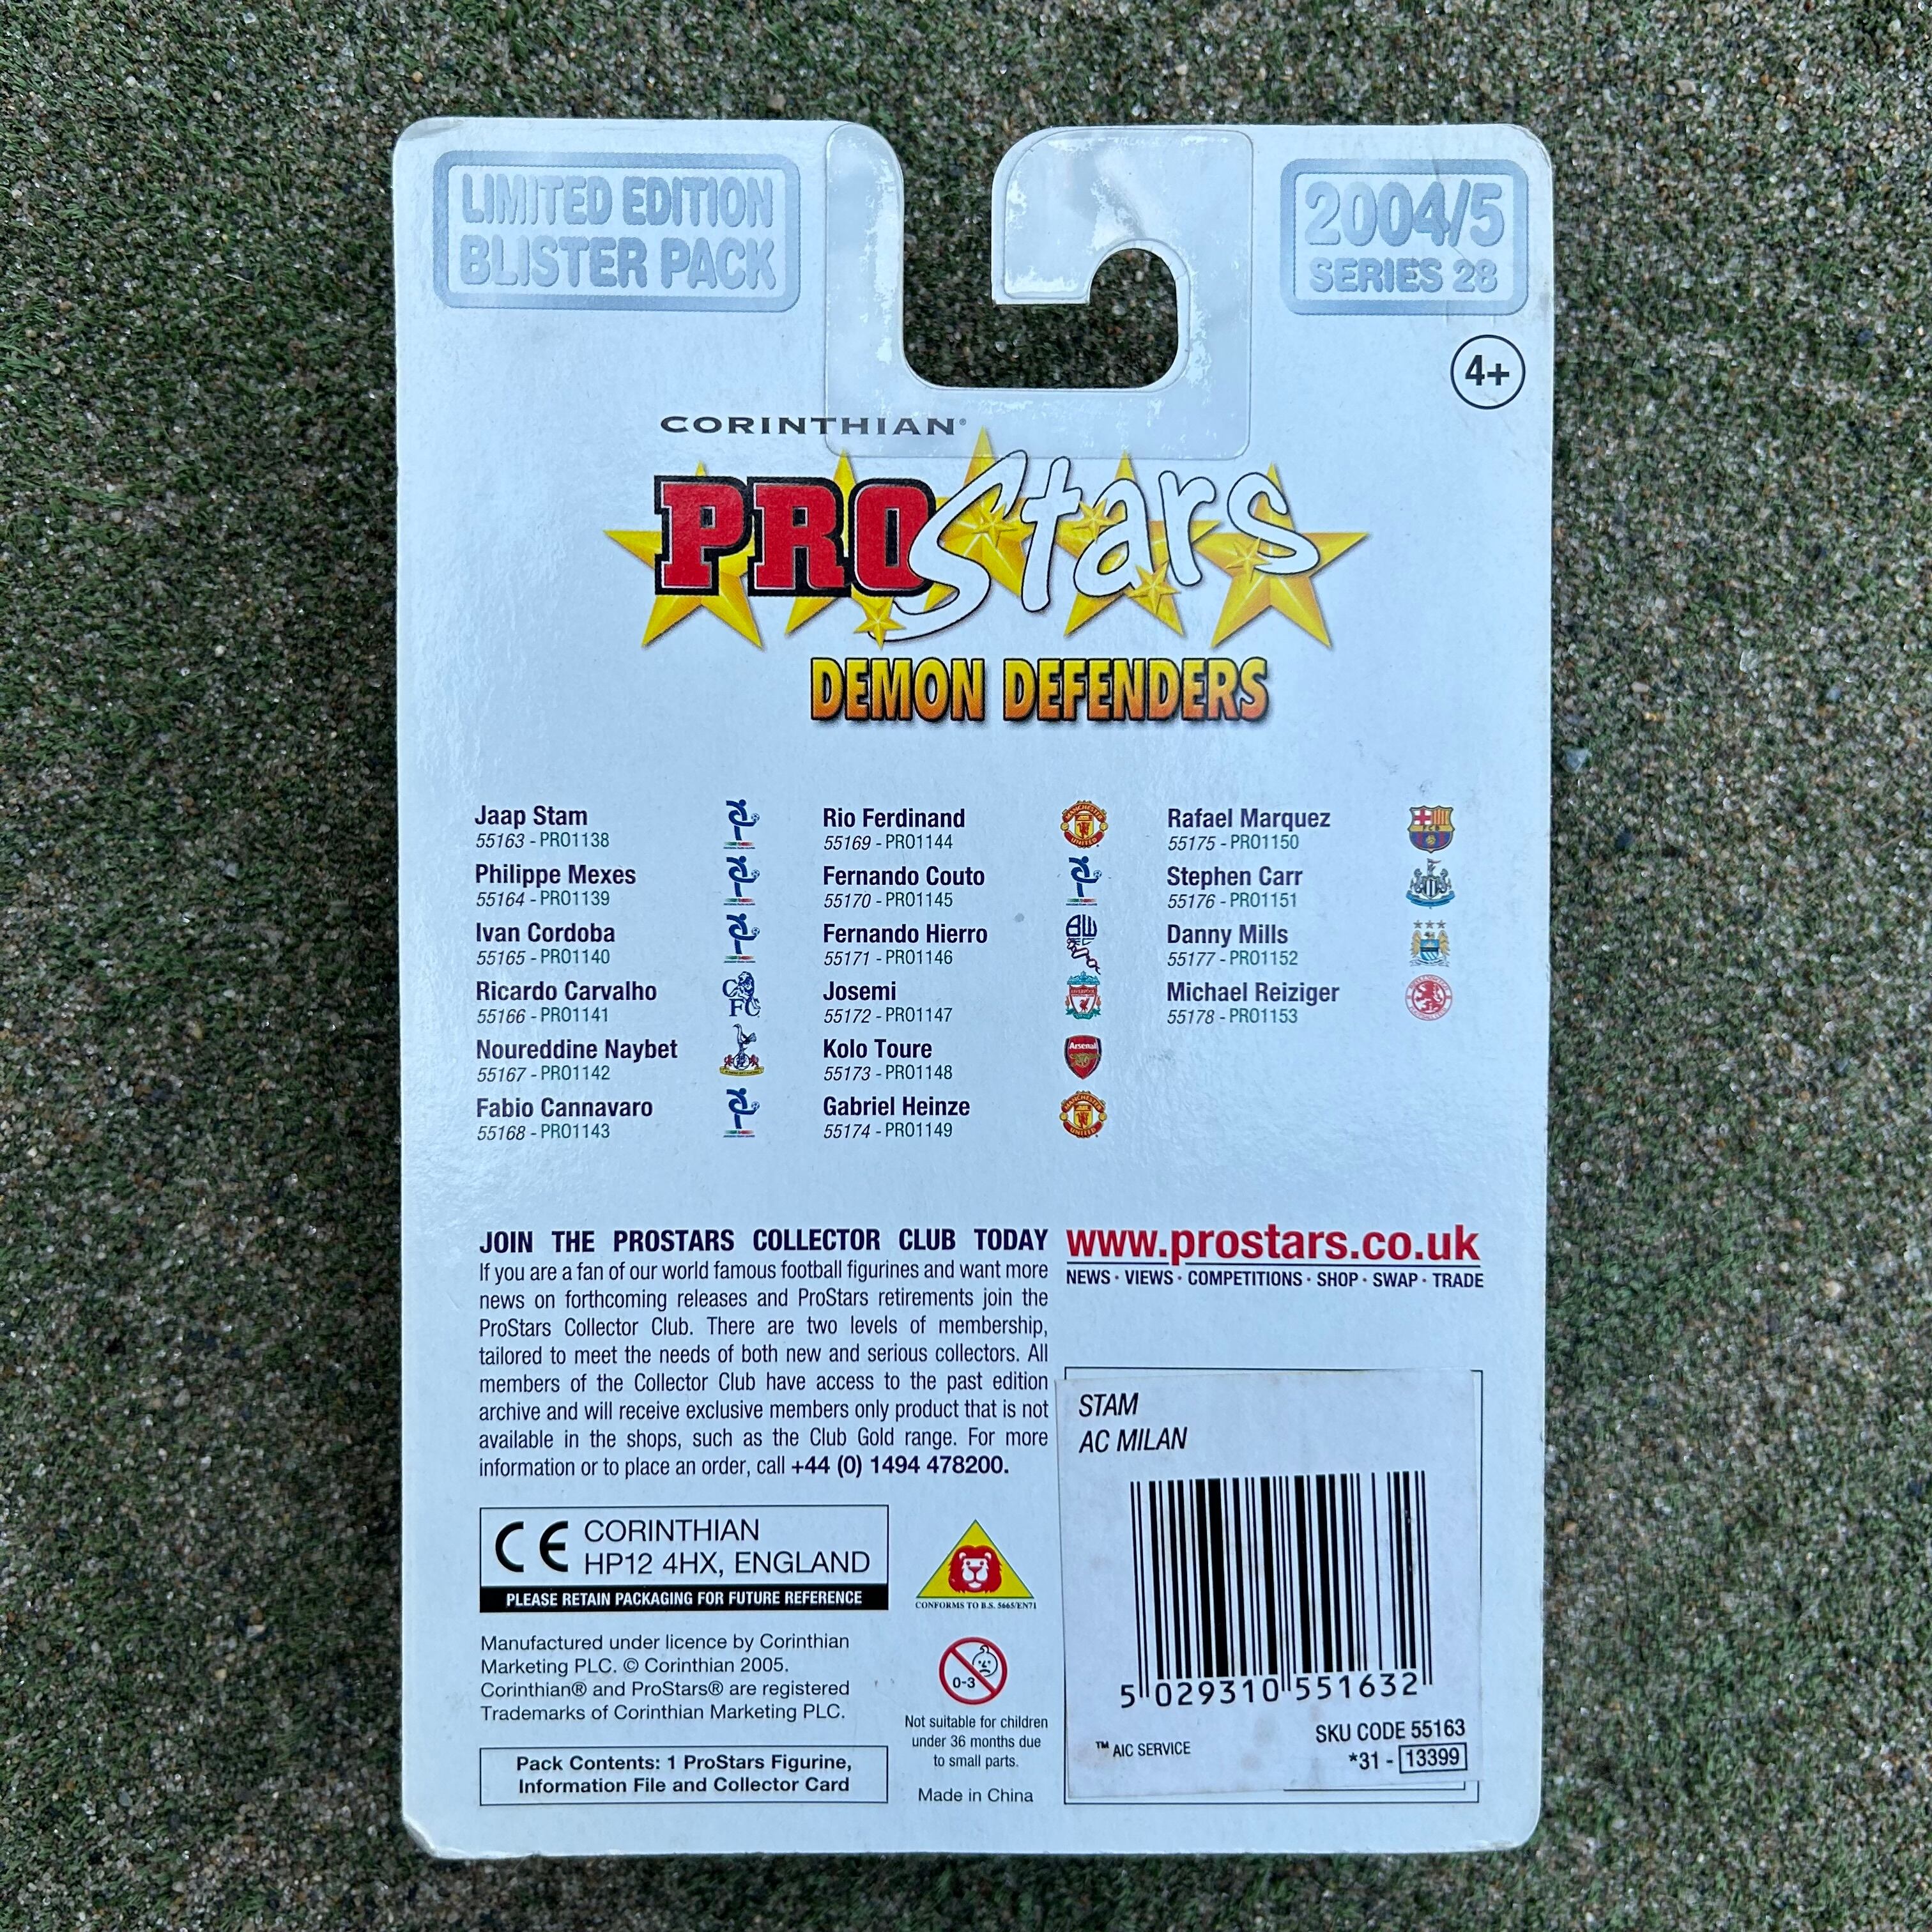 LIMITED EDITION
BLISTER PACK
2004/5
SERIES 28
4+
CORINTHIAN®
PRO Stars
DEMON DEFENDERS
Jaap Stam
55163 - PRO1138
Philippe Mexes
55164 - PRO1139
Ivan Cordoba
55165 - PRO1140
Ricardo Carvalho
55166 - PRO1141
CFC
Noureddine Naybet
55167 - PRO1142
Fabio Cannavaro
55168 - PRO1143
Rio Ferdinand
55169 - PRO1144
MANCHESTER
UNITED
Fernando Couto
55170 - PRO1145
Fernando Hierro
55171 - PRO1146
Josemi
55172 - PRO1147
Kolo Toure
55173 - PRO1148
Arsenal
Gabriel Heinze
55174 - PRO1149
MANCHESTER
UNITED
Rafael Marquez
55175 - PRO1150
Stephen Carr
55176 - PRO1151
Danny Mills
55177 - PRO1152
Michael Reiziger
55178 - PRO1153
JOIN THE PROSTARS COLLECTOR CLUB TODAY
If you are a fan of our world famous football figurines and want more
news on forthcoming releases and ProStars retirements join the
ProStars Collector Club. There are two levels of membership,
tailored to meet the needs of both new and serious collectors. All
members of the Collector Club have access to the past edition
archive and will receive exclusive members only product that is not
available in the shops, such as the Club Gold range. For more
information or to place an order, call +44 (0) 1494 478200.
www.prostars.co.uk
NEWS · VIEWS · COMPETITIONS · SHOP · SWAP · TRADE
CE CORINTHIAN
HP12 4HX, ENGLAND
PLEASE RETAIN PACKAGING FOR FUTURE REFERENCE
Manufactured under licence by Corinthian
Marketing PLC. © Corinthian 2005.
Corinthian® and ProStars® are registered
Trademarks of Corinthian Marketing PLC.
Pack Contents: 1 ProStars Figurine,
Information File and Collector Card
CONFORMS TO B.S. 5665/EN71
0-3
Not suitable for children
under 36 months due
to small parts.
Made in China
STAM
AC MILAN
5 029310 551632
™ AIC SERVICE
SKU CODE 55163
*31 - 13399